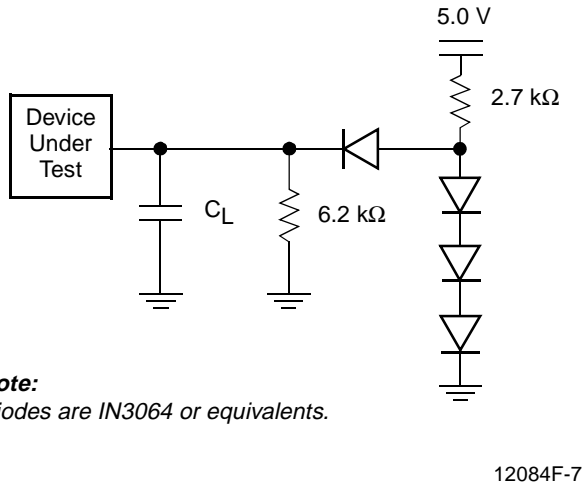 5.0 V
2.7 kΩ
Device
Under
Test
CL
6.2 kΩ
ote:
iodes are IN3064 or equivalents.
12084F-7